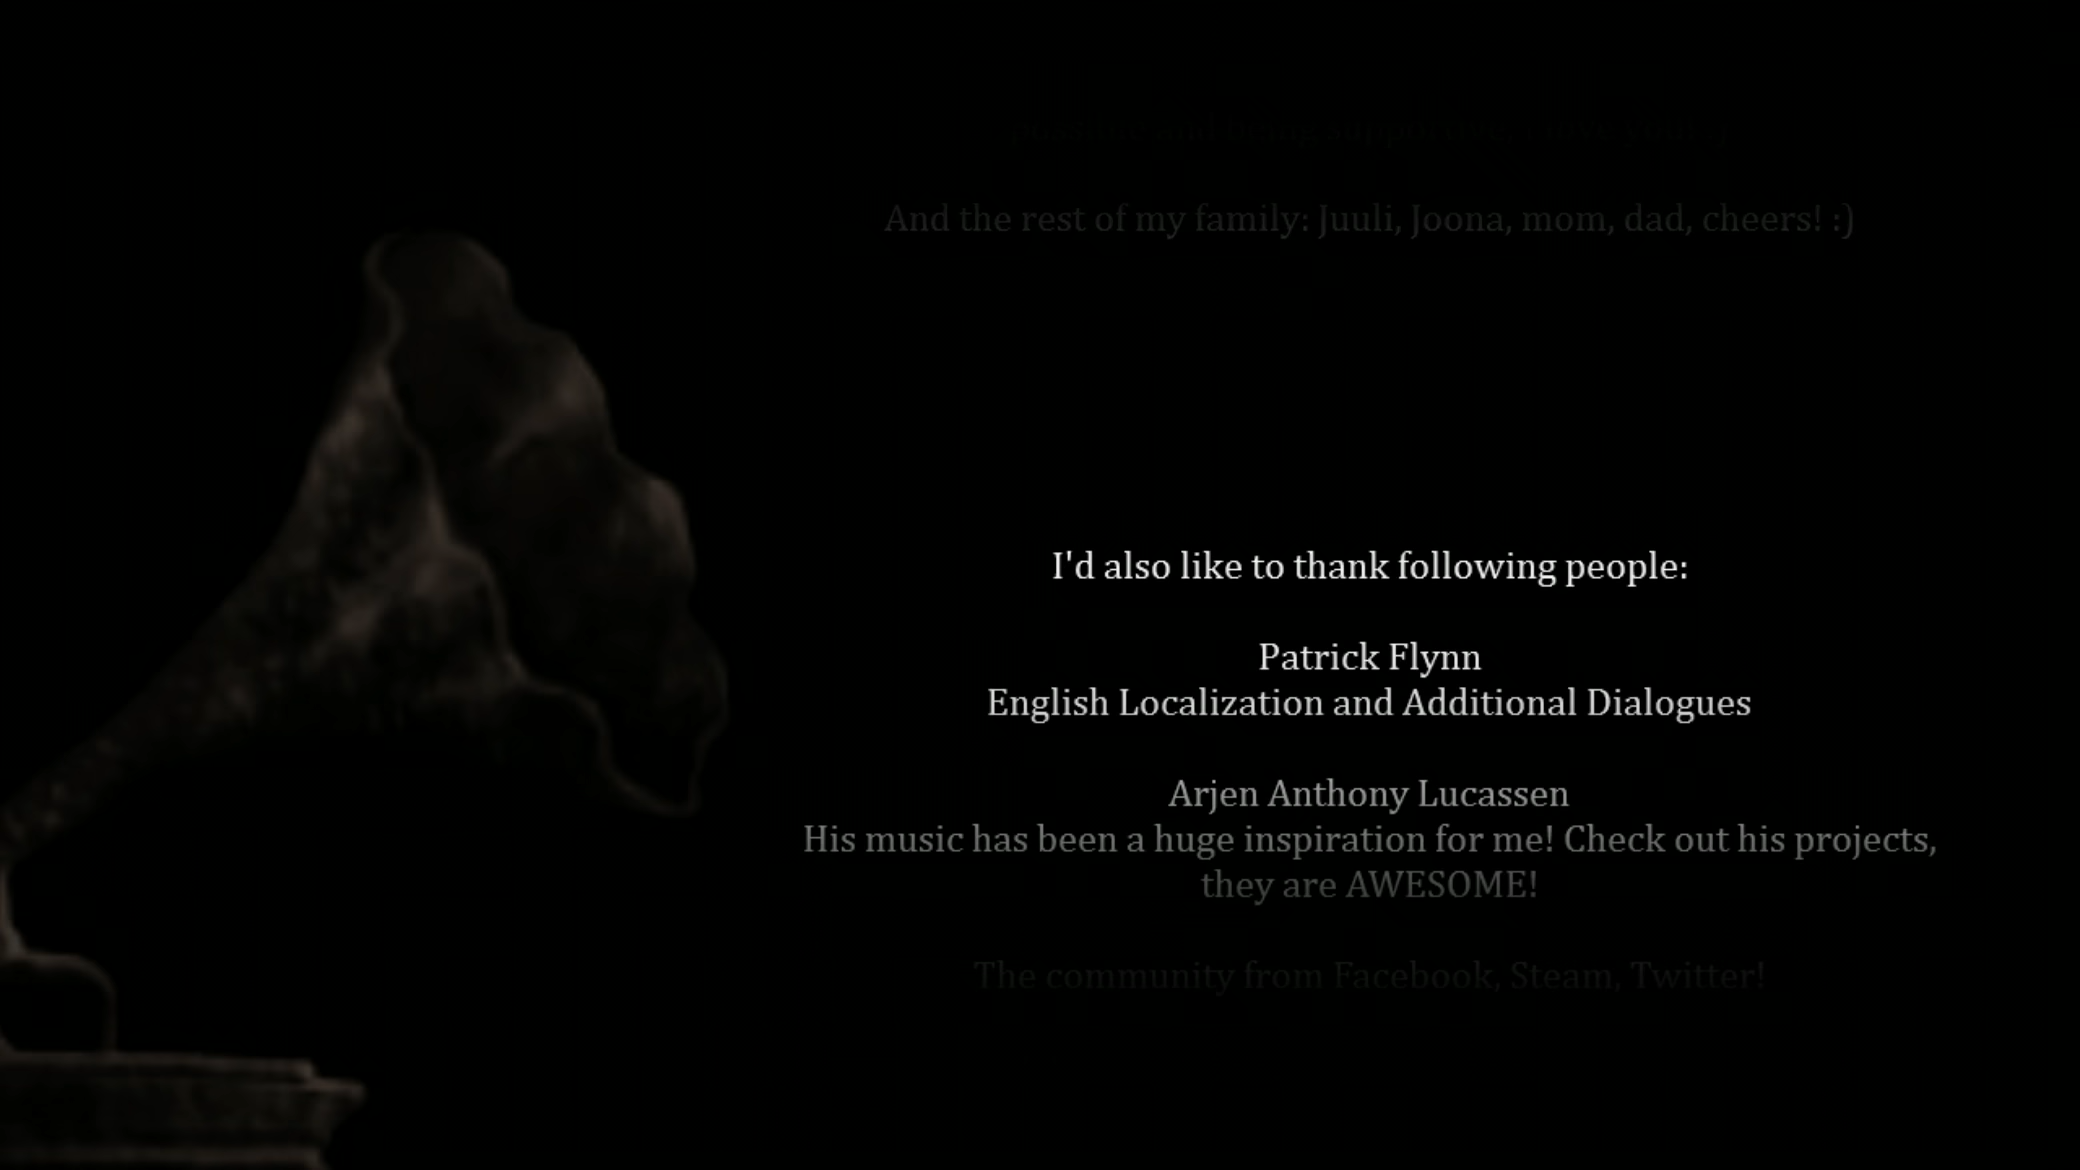 And the rest of my family: Juuli, Joona, mom, dad, cheers! :)
I'd also like to thank following people:
Patrick Flynn
English Localization and Additional Dialogues
Arjen Anthony Lucassen
His music has been a huge inspiration for me! Check out his projects,
they are AWESOME!
The community from Facebook, Steam, Twitter!